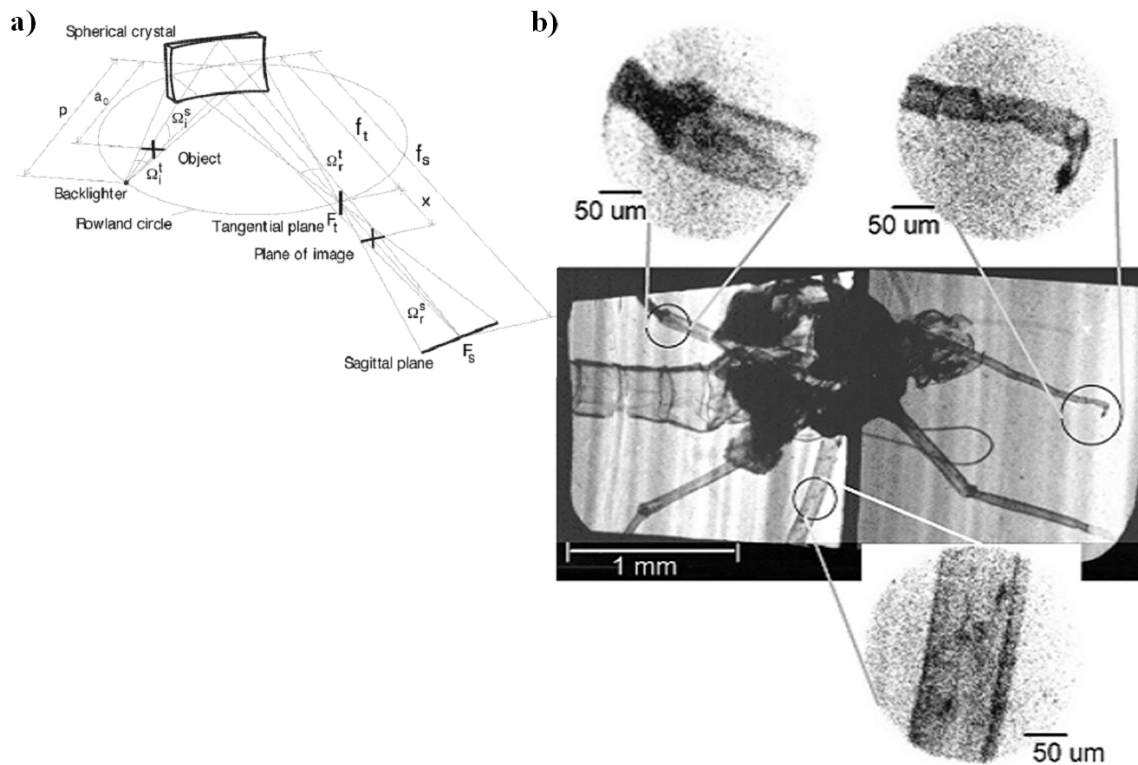 a)
Spherical crystal
p
a₀
Ωᵢˢ
fₜ
fₛ
Object
Ωᵣᵗ
Ωᵢᵗ
Backlighter
x
Rowland circle
Tangential plane Fₜ
Plane of image
Ωᵣˢ
Sagittal plane
Fₛ
b)
50 um
50 um
1 mm
50 um